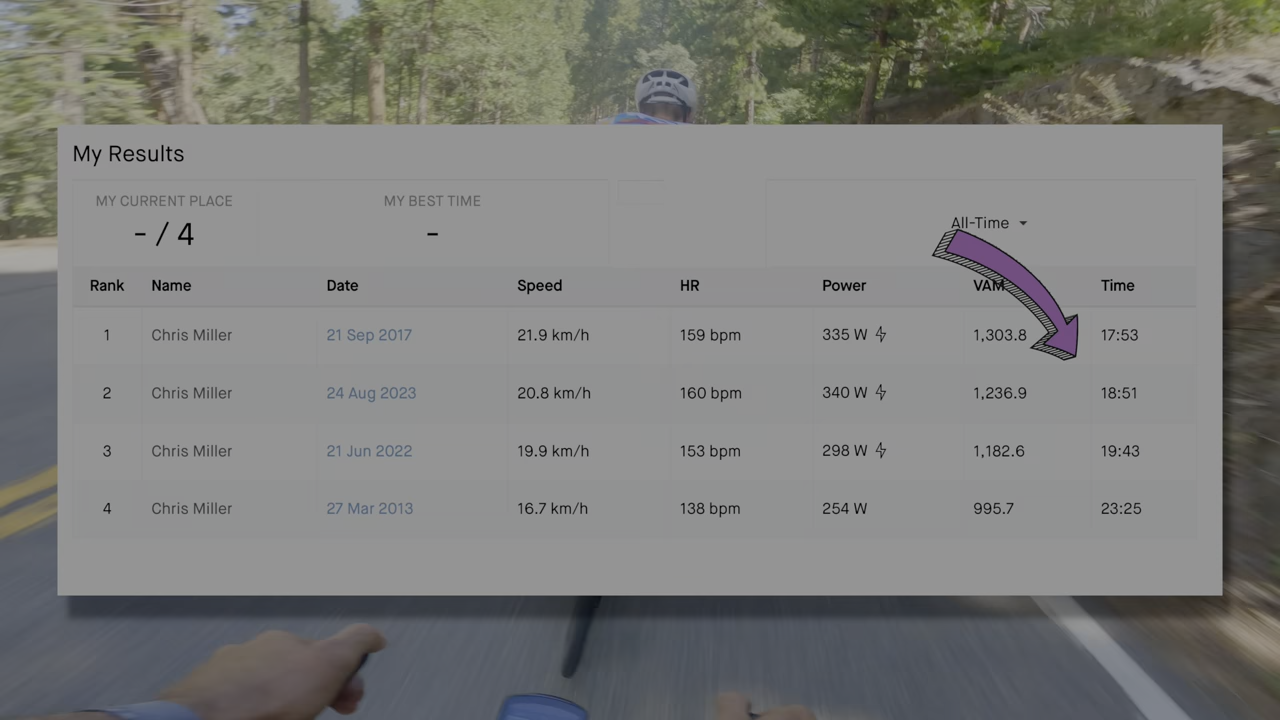 My Results
MY CURRENT PLACE MY BEST TIME
- / 4 -
All-Time
Rank Name Date Speed HR Power VAM Time
1 Chris Miller 21 Sep 2017 21.9 km/h 159 bpm 335 W 1,303.8 17:53
2 Chris Miller 24 Aug 2023 20.8 km/h 160 bpm 340 W 1,236.9 18:51
3 Chris Miller 21 Jun 2022 19.9 km/h 153 bpm 298 W 1,182.6 19:43
4 Chris Miller 27 Mar 2013 16.7 km/h 138 bpm 254 W 995.7 23:25